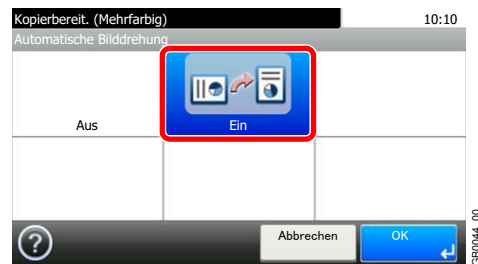 Kopierbereit. (Mehrfarbig) 10:10
Automatische Bilddrehung
Aus Ein
? Abbrechen OK
GB0044_00